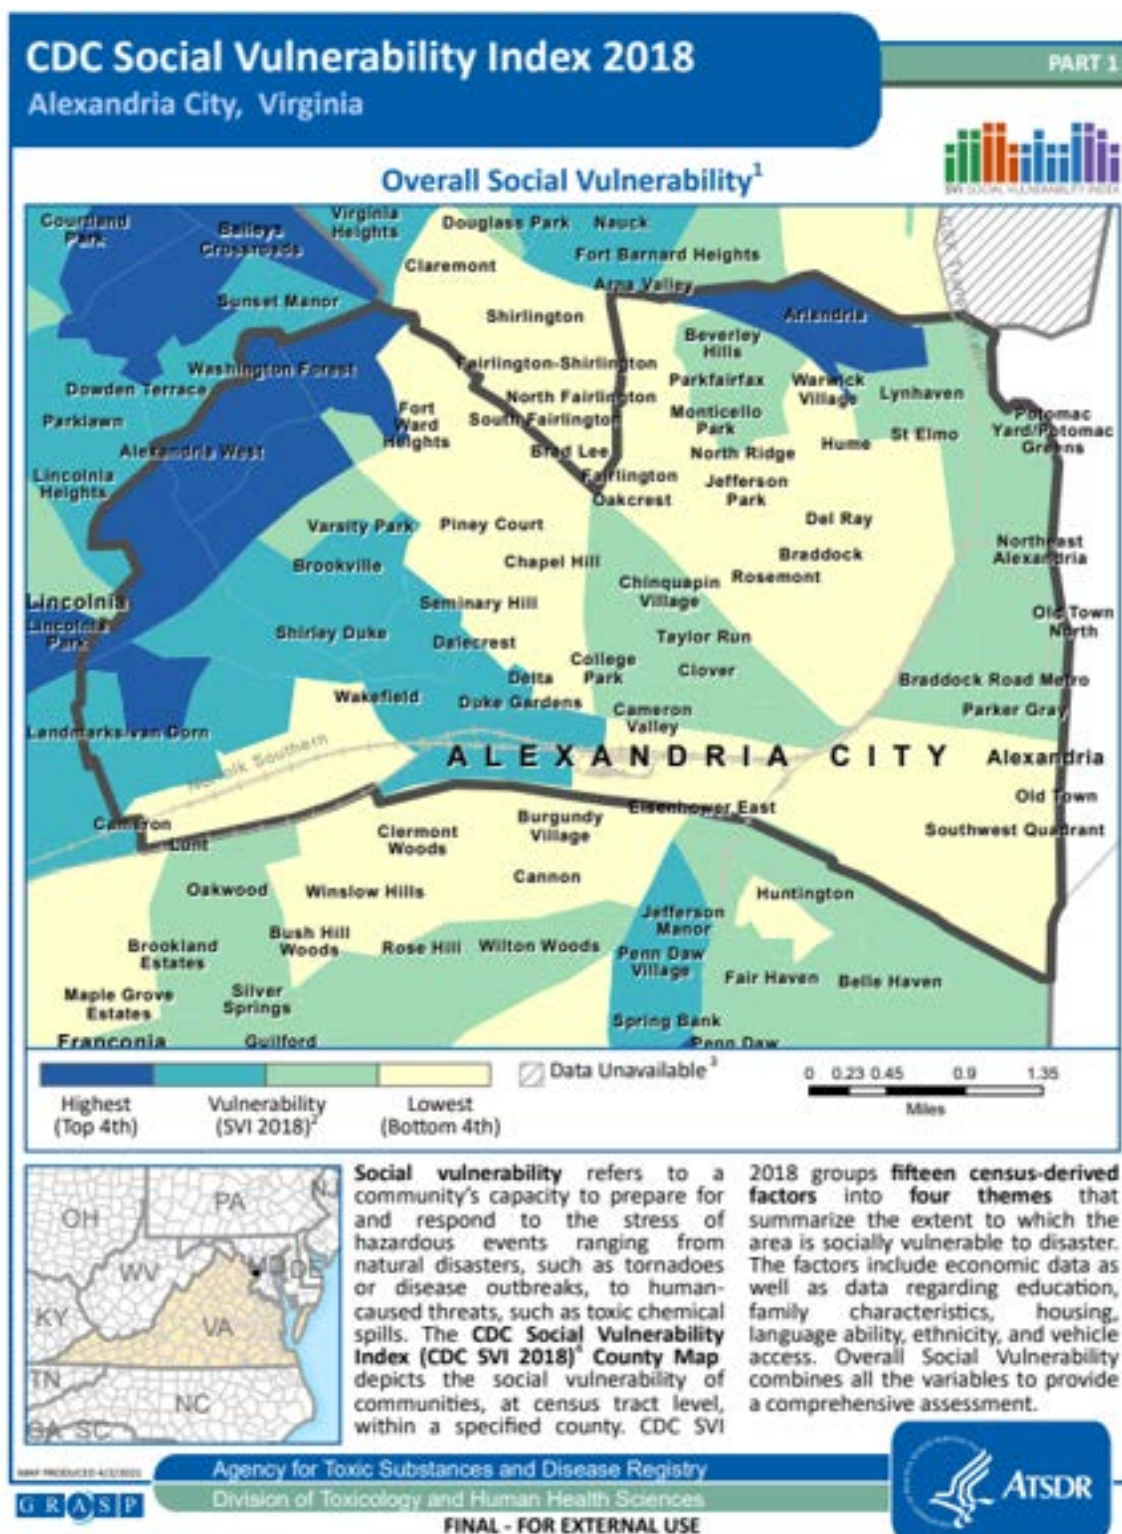 CDC Social Vulnerability Index 2018
PART 1
Alexandria City, Virginia
SVI SOCIAL VULNERABILITY INDEX
Overall Social Vulnerability1
Courtland
Park
Baileys
Crossroads
Virginia
Heights
Douglass Park
Nauck
Fort Barnard Heights
Claremont
Arna Valley
Sunset Manor
Shirlington
Arlandria
Beverley
Hills
Washington Forest
Fairlington-Shirlington
Dowden Terrace
Parkfairfax
Warwick
Village
Lynhaven
North Fairlington
Fort
Ward
Heights
South Fairlington
Monticello
Park
Parklawn
Potomac
Yard/Potomac
Greens
St Elmo
Hume
Alexandria West
Brad Lee
North Ridge
Lincolnia
Heights
Fairlington
Jefferson
Park
Oakcrest
Varsity Park
Piney Court
Del Ray
Brookville
Chapel Hill
Braddock
Northeast
Alexandria
Chinquapin
Village
Rosemont
Lincolnia
Seminary Hill
Old Town
North
Lincolnia
Park
Shirley Duke
Dalecrest
Taylor Run
College
Park
Clover
Delta
Braddock Road Metro
Wakefield
Duke Gardens
Cameron
Valley
Parker Gray
Landmarks/van Dorn
Norfolk Southern
ALEXANDRIA CITY
Alexandria
Old Town
Eisenhower East
Cameron
Lunt
Clermont
Woods
Burgundy
Village
Southwest Quadrant
Cannon
Oakwood
Winslow Hills
Huntington
Jefferson
Manor
Brookland
Estates
Bush Hill
Woods
Rose Hill
Wilton Woods
Penn Daw
Village
Fair Haven
Belle Haven
Maple Grove
Estates
Silver
Springs
Spring Bank
Franconia
Guilford
Penn Daw
Highest
(Top 4th)
Vulnerability
(SVI 2018)2
Lowest
(Bottom 4th)
Data Unavailable3
0 0.23 0.45 0.9 1.35
Miles
OH
PA
NJ
WV
MD
DE
KY
VA
TN
NC
GA
SC
Social vulnerability refers to a
community's capacity to prepare for
and respond to the stress of
hazardous events ranging from
natural disasters, such as tornadoes
or disease outbreaks, to human-
caused threats, such as toxic chemical
spills. The CDC Social Vulnerability
Index (CDC SVI 2018)4 County Map
depicts the social vulnerability of
communities, at census tract level,
within a specified county. CDC SVI
2018 groups fifteen census-derived
factors into four themes that
summarize the extent to which the
area is socially vulnerable to disaster.
The factors include economic data as
well as data regarding education,
family characteristics, housing,
language ability, ethnicity, and vehicle
access. Overall Social Vulnerability
combines all the variables to provide
a comprehensive assessment.
MAP PRODUCED 4/2/2021
GRASP
Agency for Toxic Substances and Disease Registry
Division of Toxicology and Human Health Sciences
FINAL - FOR EXTERNAL USE
ATSDR